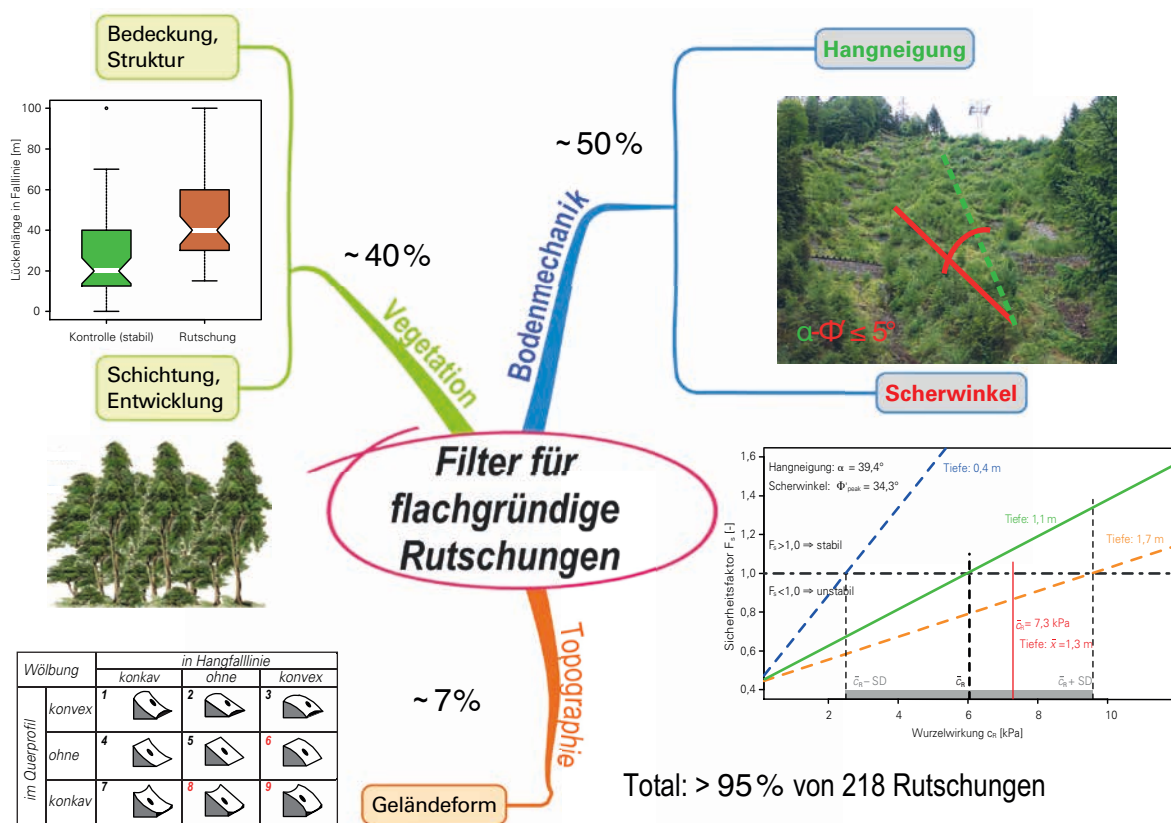 Bedeckung,
Struktur
Lückenlänge in Falllinie [m]
100
80
60
40
20
0
Kontrolle (stabil)
Rutschung
~ 40 %
Vegetation
Schichtung,
Entwicklung
~ 50 %
Bodenmechanik
Hangneigung
α-Φ' ≤ 5°
Scherwinkel
Filter für
flachgründige
Rutschungen
Topographie
~ 7 %
Geländeform
Wölbung
in Hangfalllinie
konkav
ohne
konvex
im Querprofil
konvex
1
2
3
ohne
4
5
6
konkav
7
8
9
Sicherheitsfaktor Fs [-]
1,6
1,4
1,2
1,0
0,8
0,6
0,4
Hangneigung: α = 39,4°
Scherwinkel: Φ'peak = 34,3°
Tiefe: 0,4 m
Tiefe: 1,1 m
Tiefe: 1,7 m
Fs>1,0 ⇒ stabil
Fs<1,0 ⇒ unstabil
c̄R= 7,3 kPa
Tiefe: x̄ =1,3 m
c̄R – SD
c̄R
c̄R + SD
2
4
6
8
10
Wurzelwirkung cR [kPa]
Total: > 95 % von 218 Rutschungen